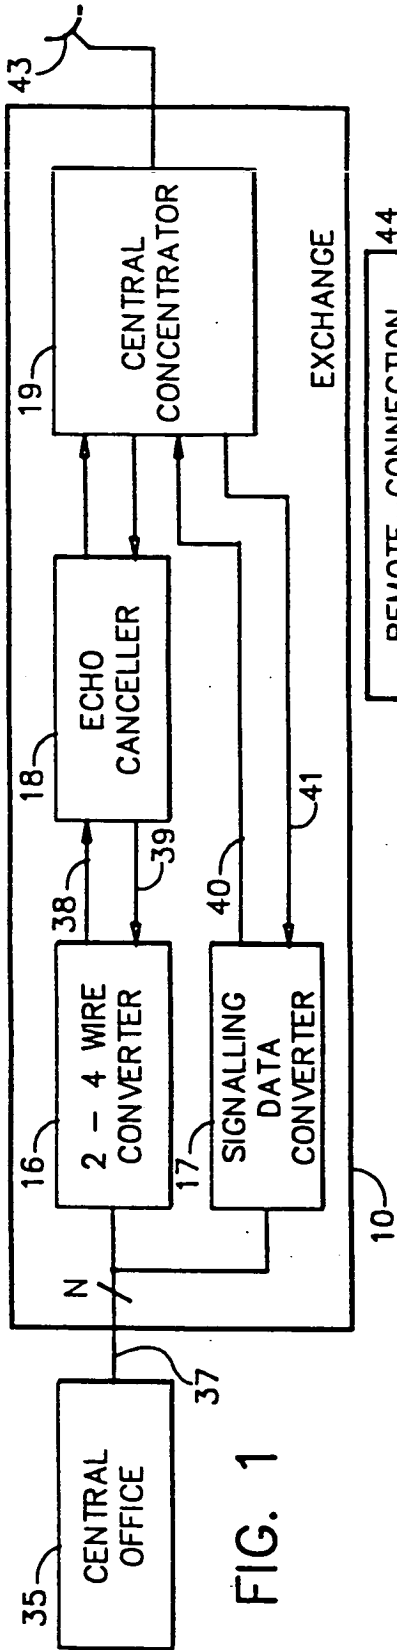 35
CENTRAL
OFFICE
37
N
16
2 – 4 WIRE
CONVERTER
17
SIGNALLING
DATA
CONVERTER
10
38
39
18
ECHO
CANCELLER
40
41
19
CENTRAL
CONCENTRATOR
EXCHANGE
43
44
REMOTE CONNECTION
FIG. 1